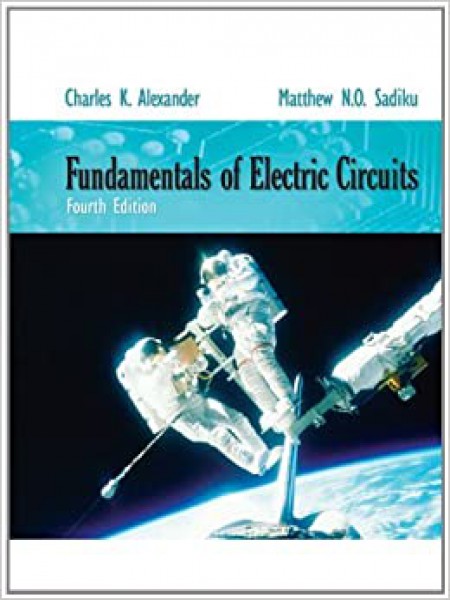 Charles K. Alexander Matthew N.O. Sadiku
Fundamentals of Electric Circuits
Fourth Edition